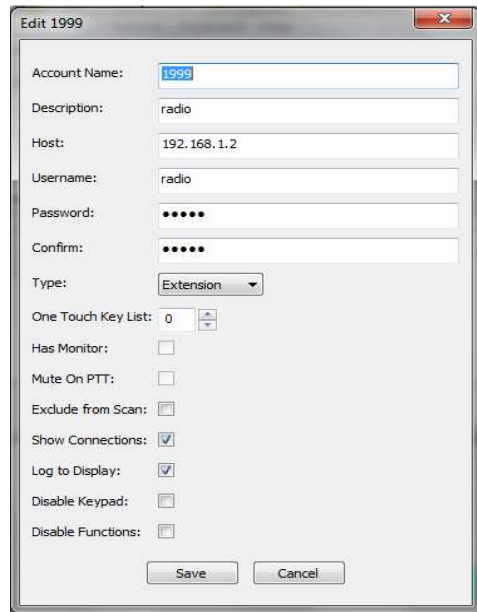 Edit 1999
Account Name: 1999
Description: radio
Host: 192.168.1.2
Username: radio
Password: •••••
Confirm: •••••
Type: Extension
One Touch Key List: 0
Has Monitor:
Mute On PTT:
Exclude from Scan:
Show Connections:
Log to Display:
Disable Keypad:
Disable Functions:
Save Cancel